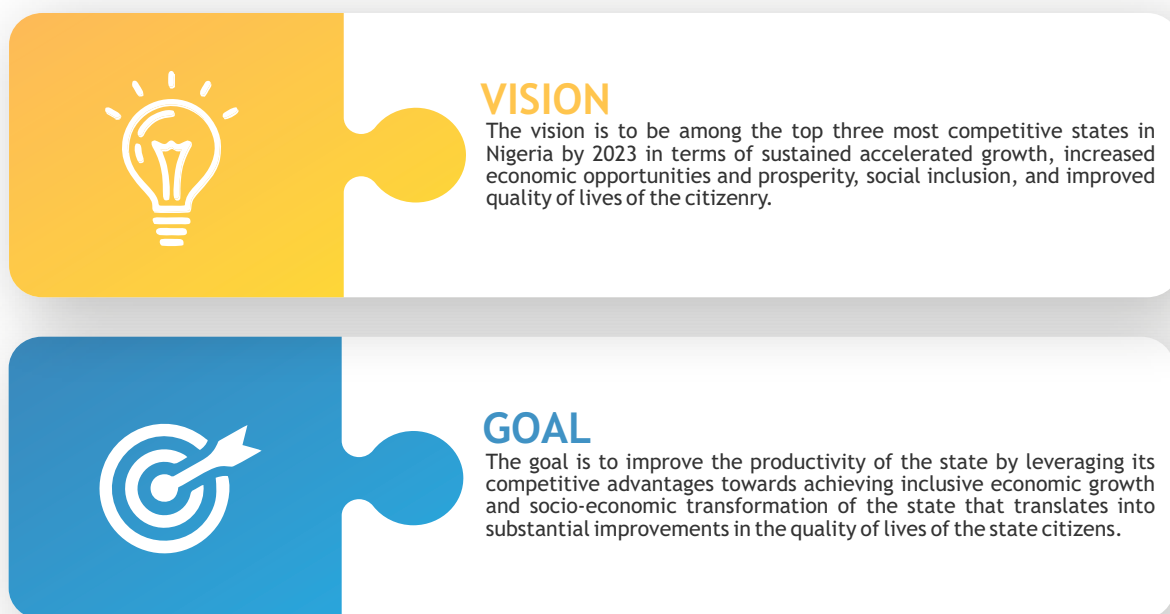 VISION
The vision is to be among the top three most competitive states in
Nigeria by 2023 in terms of sustained accelerated growth, increased
economic opportunities and prosperity, social inclusion, and improved
quality of lives of the citizenry.
GOAL
The goal is to improve the productivity of the state by leveraging its
competitive advantages towards achieving inclusive economic growth
and socio-economic transformation of the state that translates into
substantial improvements in the quality of lives of the state citizens.